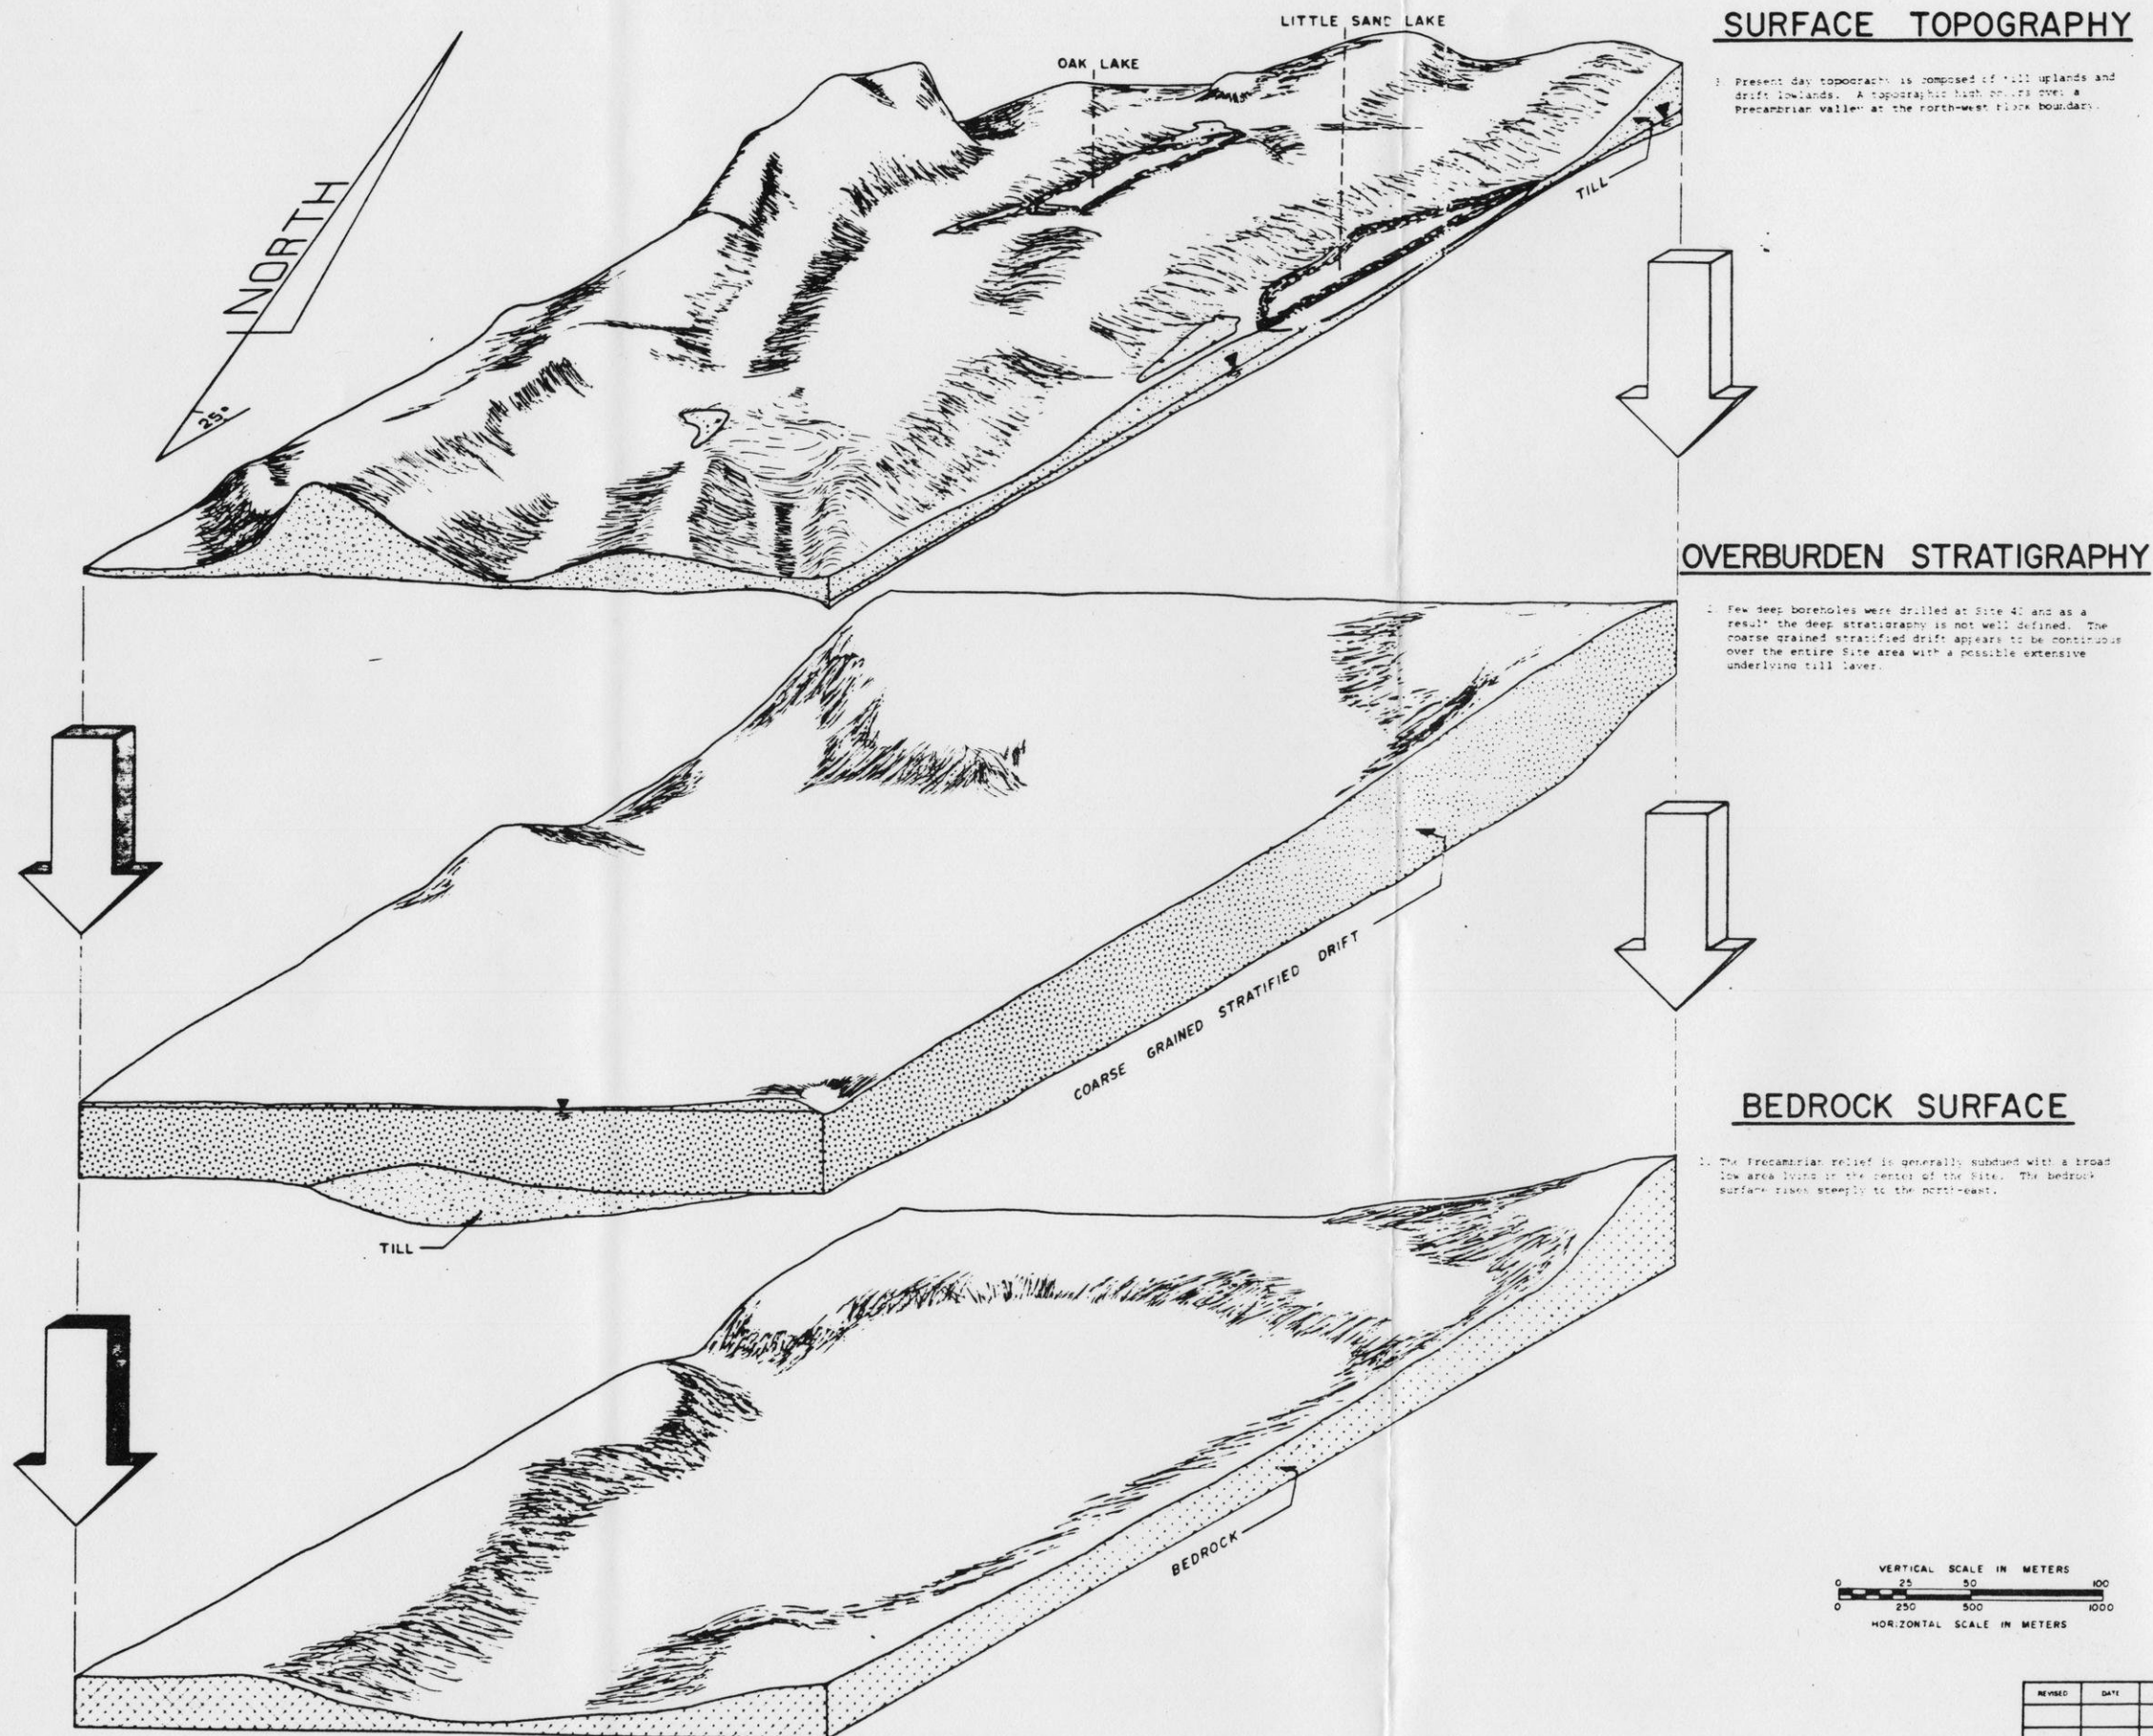 LITTLE SAND LAKE
OAK LAKE
NORTH
25°
TILL
SURFACE TOPOGRAPHY
3. Present day topography is composed of till uplands and
drift lowlands. A topographic high occurs over a
Precambrian valley at the north-west block boundary.
OVERBURDEN STRATIGRAPHY
2. Few deep boreholes were drilled at Site 41 and as a
result the deep stratigraphy is not well defined. The
coarse grained stratified drift appears to be continuous
over the entire Site area with a possible extensive
underlying till layer.
COARSE GRAINED STRATIFIED DRIFT
TILL
BEDROCK SURFACE
1. The Precambrian relief is generally subdued with a broad
low area lying in the center of the Site. The bedrock
surface rises steeply to the north-east.
BEDROCK
VERTICAL SCALE IN METERS
0 25 50 100
0 250 500 1000
HORIZONTAL SCALE IN METERS
REVISED DATE